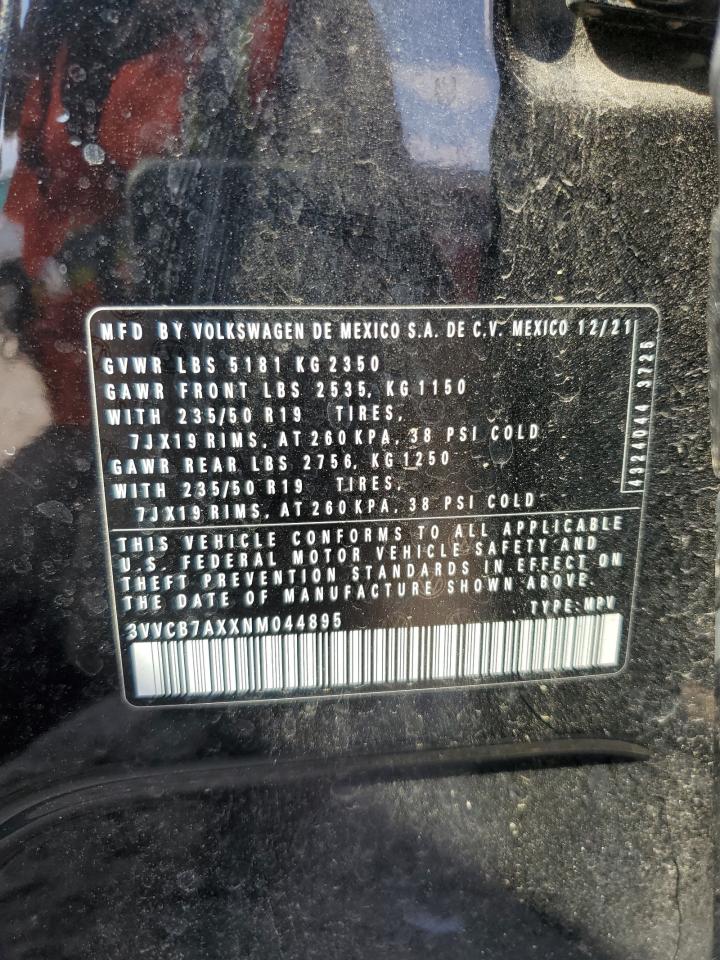 MFD BY VOLKSWAGEN DE MEXICO S.A. DE C.V. MEXICO 12/21
GVWR LBS 5181 KG 2350
GAWR FRONT LBS 2535, KG 1150
WITH 235/50 R19 TIRES,
7JX19 RIMS, AT 260 KPA, 38 PSI COLD
GAWR REAR LBS 2756, KG 1250
WITH 235/50 R19 TIRES,
7JX19 RIMS, AT 260 KPA, 38 PSI COLD
4324044 3726
THIS VEHICLE CONFORMS TO ALL APPLICABLE
U.S. FEDERAL MOTOR VEHICLE SAFETY AND
THEFT PREVENTION STANDARDS IN EFFECT ON
THE DATE OF MANUFACTURE SHOWN ABOVE.
TYPE: MPV
3VVCB7AXXNM044895